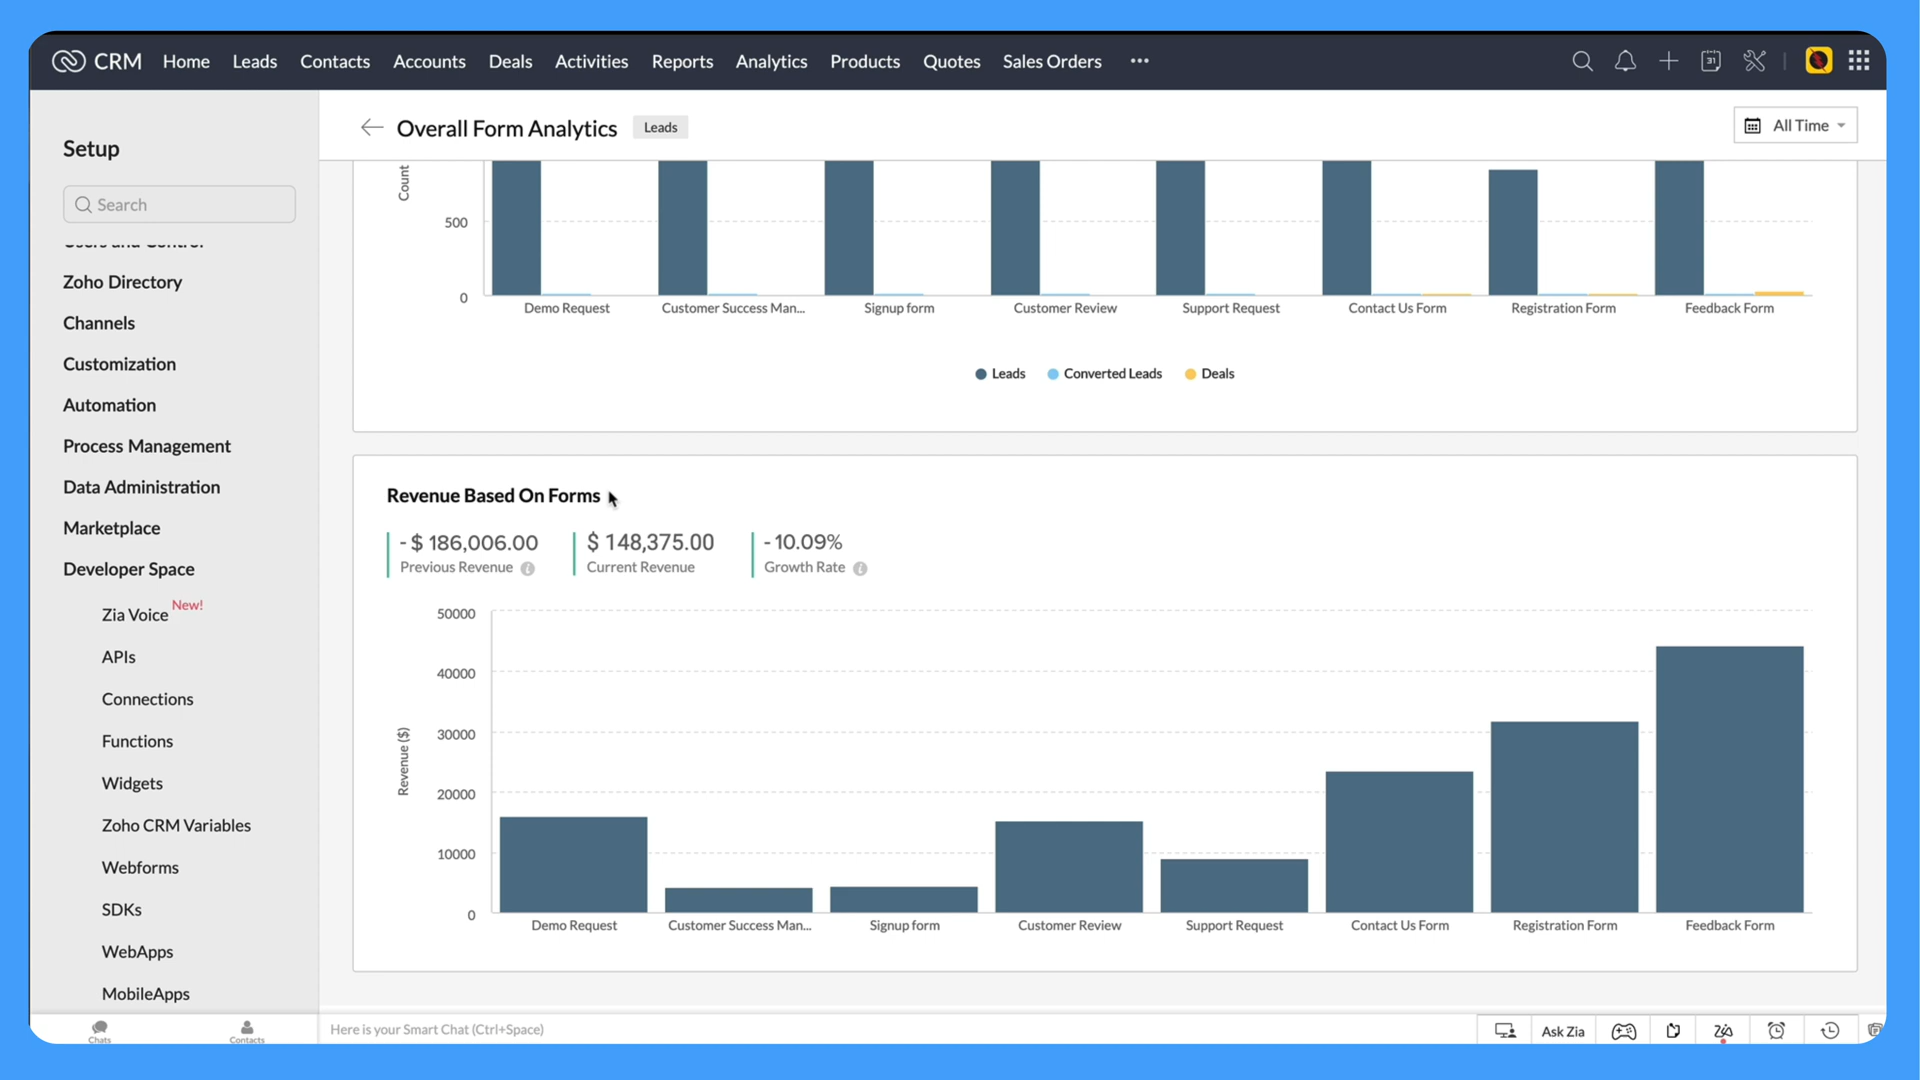 CRM Home Leads Contacts Accounts Deals Activities Reports Analytics Products Quotes Sales Orders ••• 31
Overall Form Analytics Leads All Time
Setup
Search
Users and Control
Zoho Directory
Channels
Customization
Automation
Process Management
Data Administration
Marketplace
Developer Space
Zia Voice New!
APIs
Connections
Functions
Widgets
Zoho CRM Variables
Webforms
SDKs
WebApps
MobileApps
Chats Contacts
Count
500
0
Demo Request Customer Success Man... Signup form Customer Review Support Request Contact Us Form Registration Form Feedback Form
Leads Converted Leads Deals
Revenue Based On Forms
- $ 186,006.00 $ 148,375.00 - 10.09%
Previous Revenue Current Revenue Growth Rate
Revenue ($)
50000
40000
30000
20000
10000
0
Demo Request Customer Success Man... Signup form Customer Review Support Request Contact Us Form Registration Form Feedback Form
Here is your Smart Chat (Ctrl+Space) Ask Zia